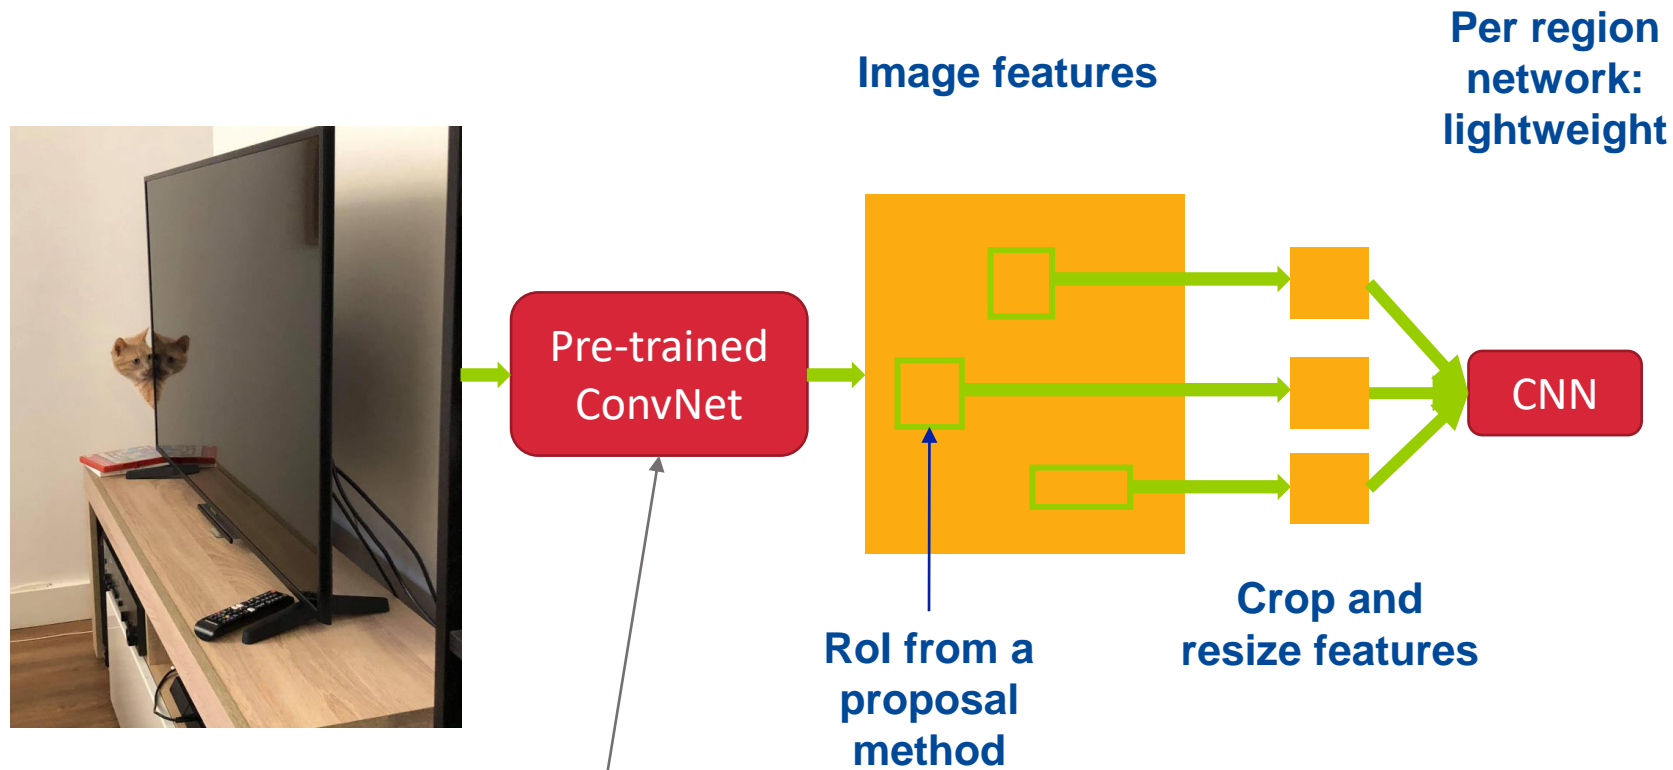 Per region
network:
lightweight
Image features
Pre-trained
ConvNet
CNN
RoI from a
proposal
method
Crop and
resize features